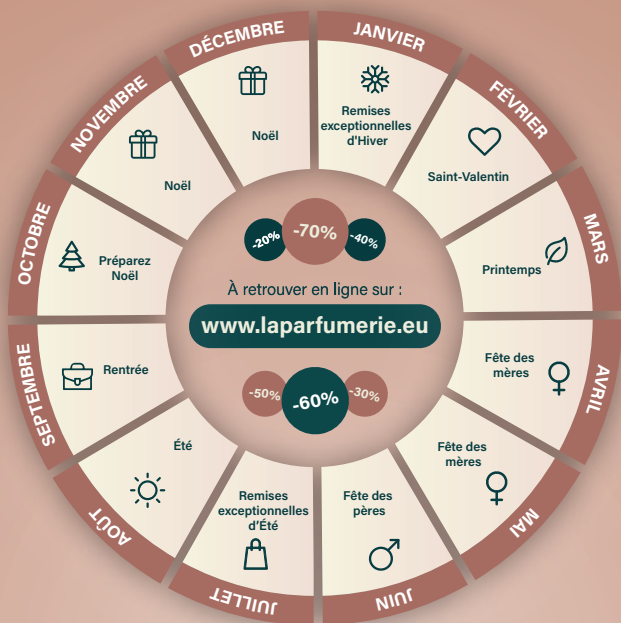 JANVIER
Remises
exceptionnelles
d'Hiver
FÉVRIER
Saint-Valentin
MARS
Printemps
AVRIL
Fête des
mères
MAI
Fête des
mères
JUIN
Fête des
pères
JUILLET
Remises
exceptionnelles
d'Été
AOÛT
Été
SEPTEMBRE
Rentrée
OCTOBRE
Préparez
Noël
NOVEMBRE
Noël
DÉCEMBRE
Noël
-20% -70% -40%
À retrouver en ligne sur :
www.laparfumerie.eu
-50% -60% -30%